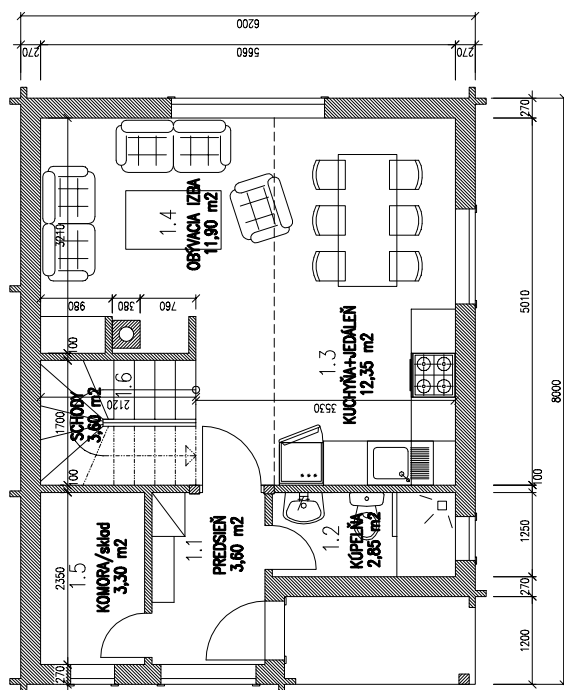 6200
270
5660
270
270
5010
8000
100
1250
270
1200
3210
1.4
OBÝVACIA IZBA
11,90 m2
980
380
760
100
1.3
KUCHYŇA+JEDÁLEŇ
12,35 m2
1.6
SCHODY
3,60 m2
2120
1700
3530
100
1.5
KOMORA/sklad
3,30 m2
2350
1.1
PREDSIEŇ
3,60 m2
1.2
KÚPEĽŇA
2,85 m2
270